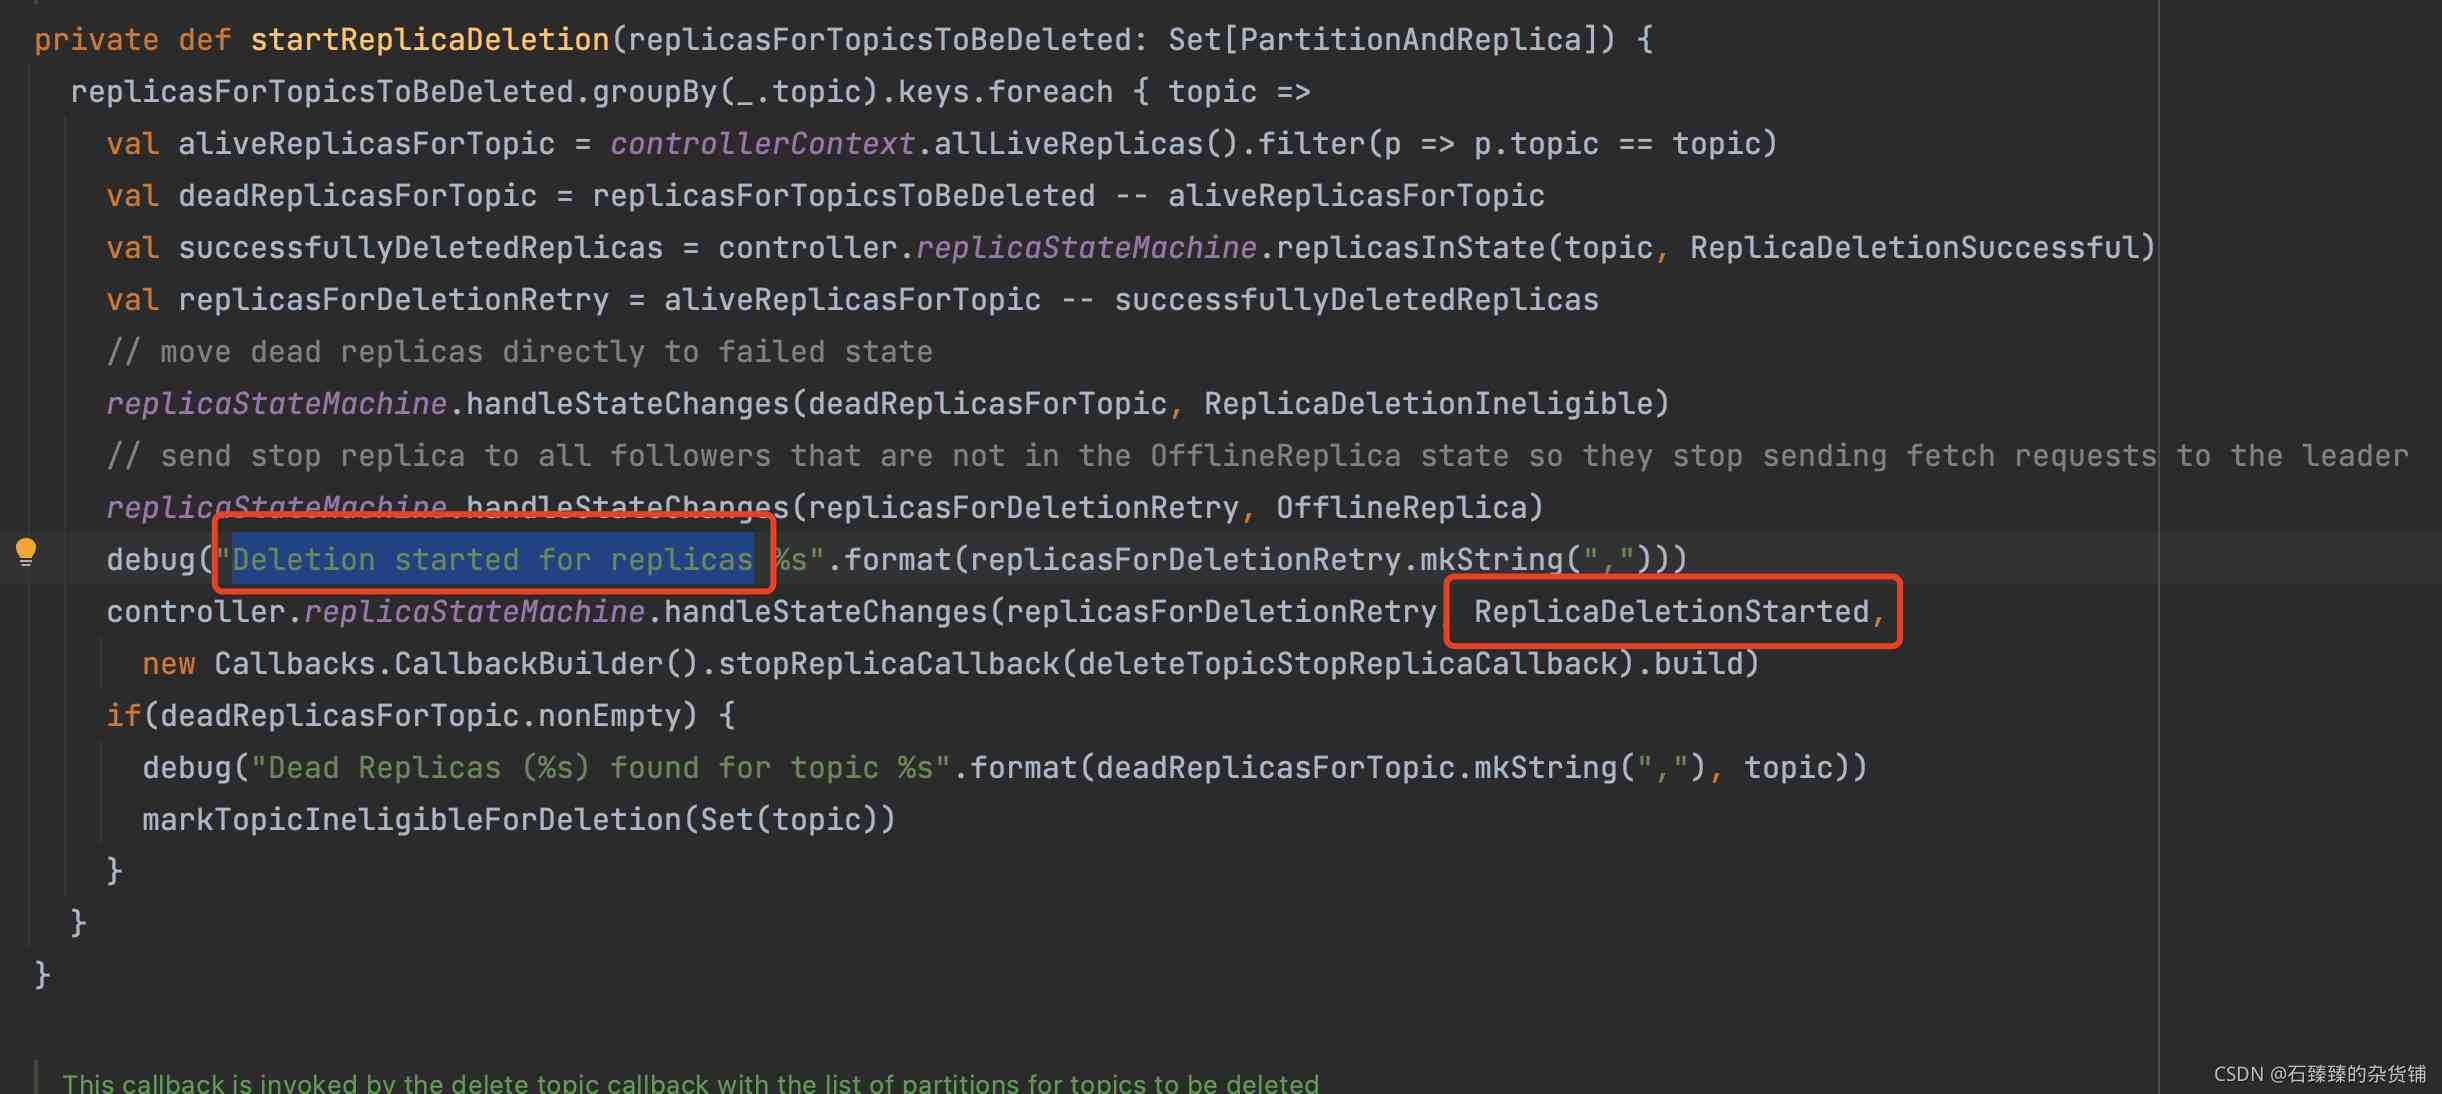 private def startReplicaDeletion(replicasForTopicsToBeDeleted: Set[PartitionAndReplica]) {
replicasForTopicsToBeDeleted.groupBy(_.topic).keys.foreach { topic =>
val aliveReplicasForTopic = controllerContext.allLiveReplicas().filter(p => p.topic == topic)
val deadReplicasForTopic = replicasForTopicsToBeDeleted -- aliveReplicasForTopic
val successfullyDeletedReplicas = controller.replicaStateMachine.replicasInState(topic, ReplicaDeletionSuccessful)
val replicasForDeletionRetry = aliveReplicasForTopic -- successfullyDeletedReplicas
// move dead replicas directly to failed state
replicaStateMachine.handleStateChanges(deadReplicasForTopic, ReplicaDeletionIneligible)
// send stop replica to all followers that are not in the OfflineReplica state so they stop sending fetch requests to the leader
replicaStateMachine.handleStateChanges(replicasForDeletionRetry, OfflineReplica)
debug("Deletion started for replicas %s".format(replicasForDeletionRetry.mkString(",")))
controller.replicaStateMachine.handleStateChanges(replicasForDeletionRetry, ReplicaDeletionStarted,
new Callbacks.CallbackBuilder().stopReplicaCallback(deleteTopicStopReplicaCallback).build)
if(deadReplicasForTopic.nonEmpty) {
debug("Dead Replicas (%s) found for topic %s".format(deadReplicasForTopic.mkString(","), topic))
markTopicIneligibleForDeletion(Set(topic))
}
}
}
This callback is invoked by the delete topic callback with the list of partitions for topics to be deleted
CSDN @石臻臻的杂货铺